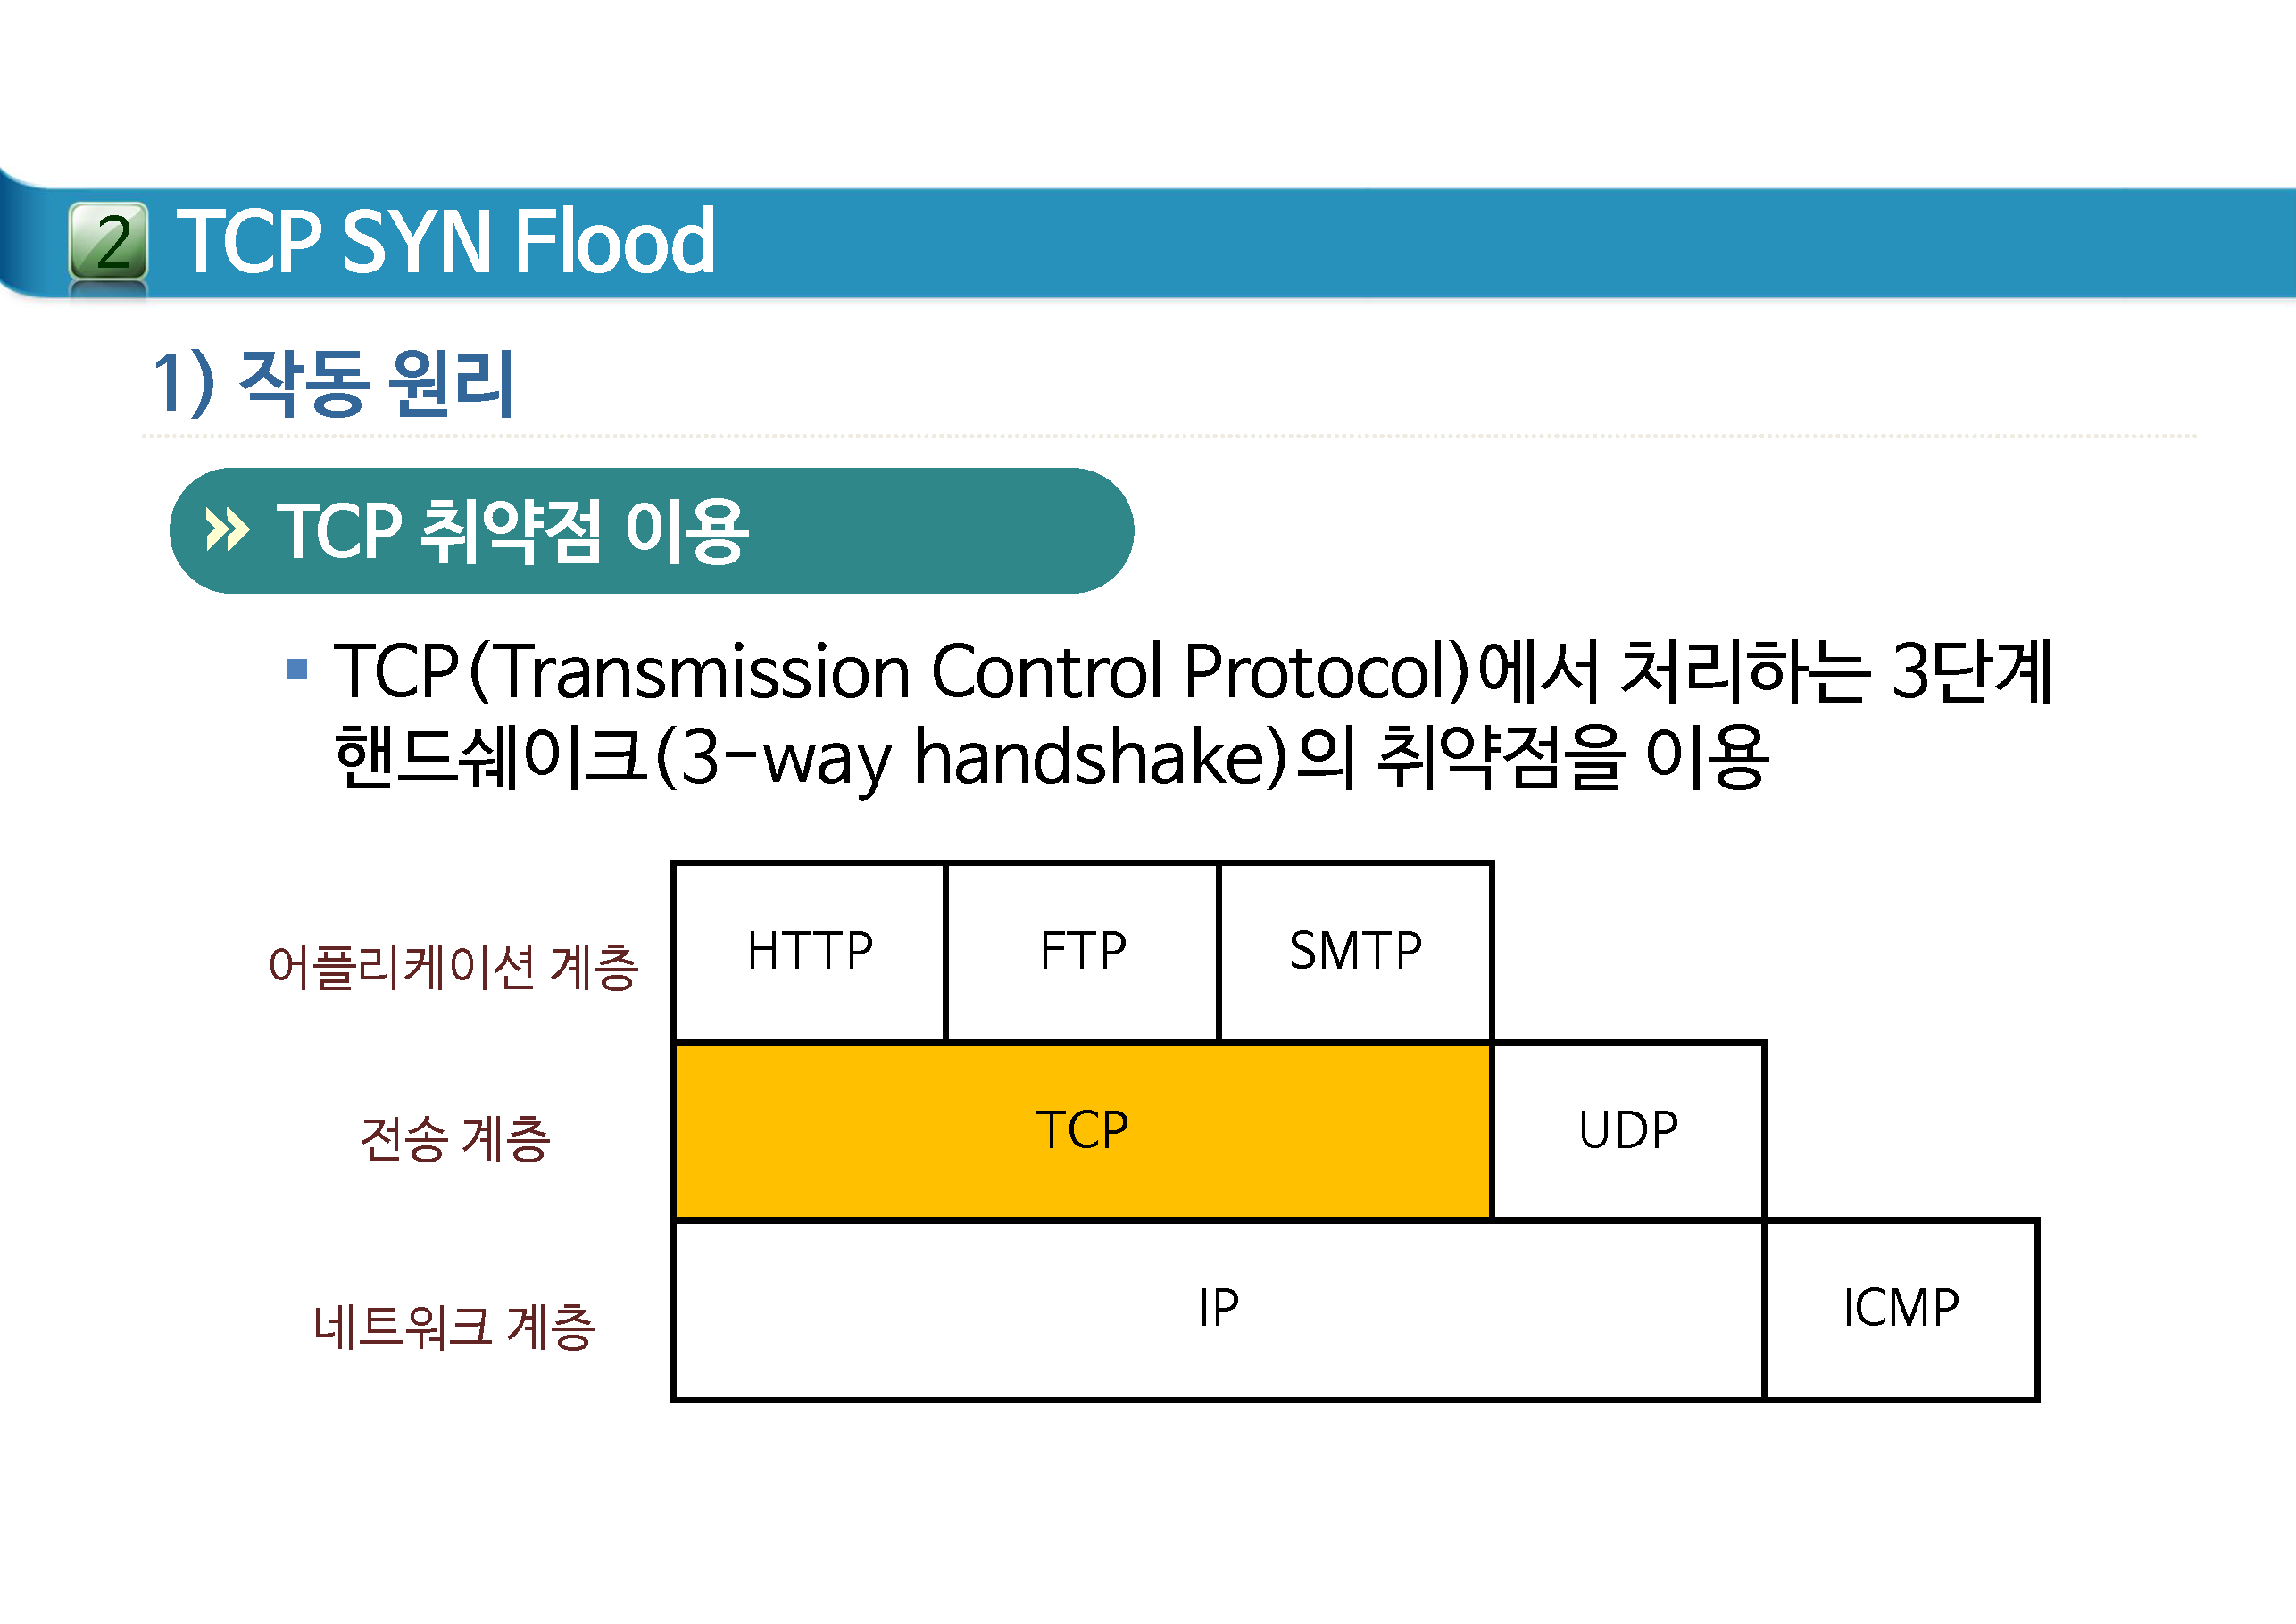 2 TCP SYN Flood
1) 작동 원리
» TCP 취약점 이용
▪ TCP(Transmission Control Protocol)에서 처리하는 3단계
핸드쉐이크(3-way handshake)의 취약점을 이용
어플리케이션 계층 HTTP FTP SMTP
전송 계층 TCP UDP
네트워크 계층 IP ICMP